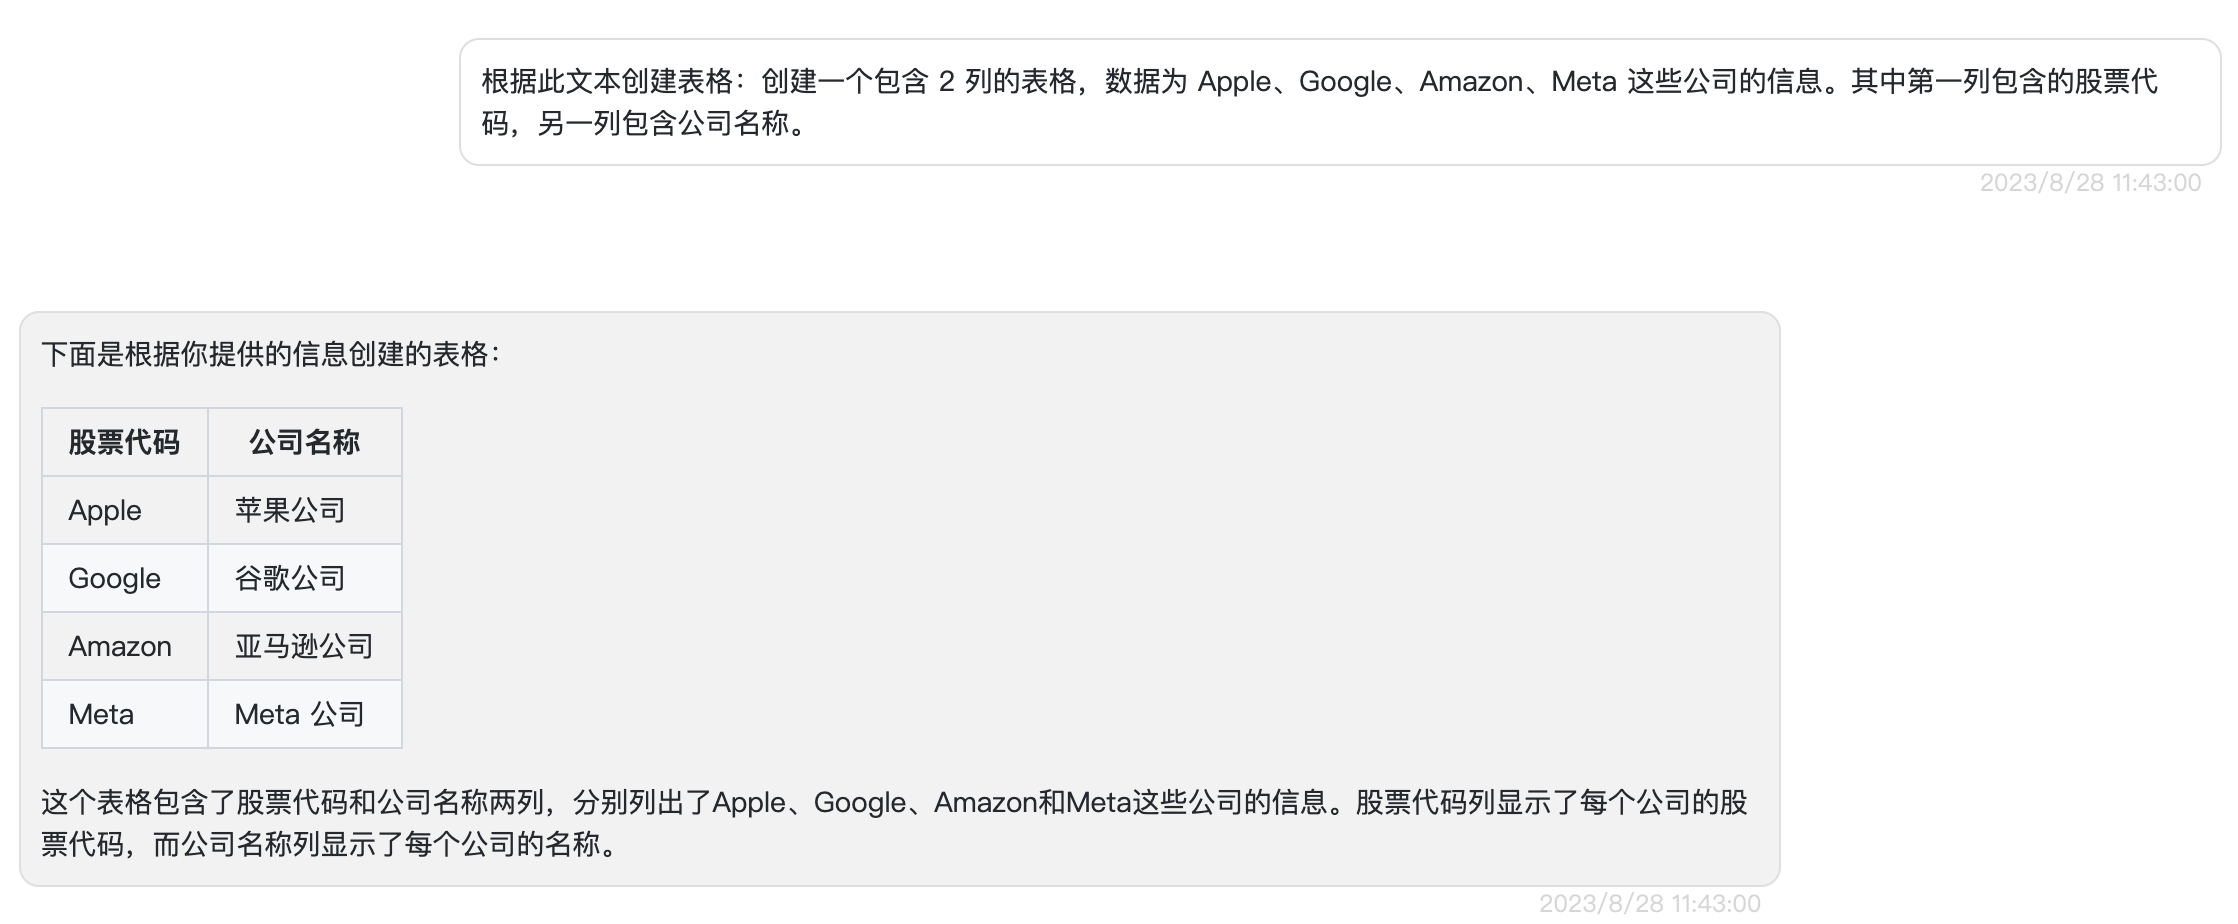 根据此文本创建表格：创建一个包含 2 列的表格，数据为 Apple、Google、Amazon、Meta 这些公司的信息。其中第一列包含的股票代
码，另一列包含公司名称。
2023/8/28 11:43:00
下面是根据你提供的信息创建的表格：
股票代码 公司名称
Apple 苹果公司
Google 谷歌公司
Amazon 亚马逊公司
Meta Meta 公司
这个表格包含了股票代码和公司名称两列，分别列出了Apple、Google、Amazon和Meta这些公司的信息。股票代码列显示了每个公司的股
票代码，而公司名称列显示了每个公司的名称。
2023/8/28 11:43:00